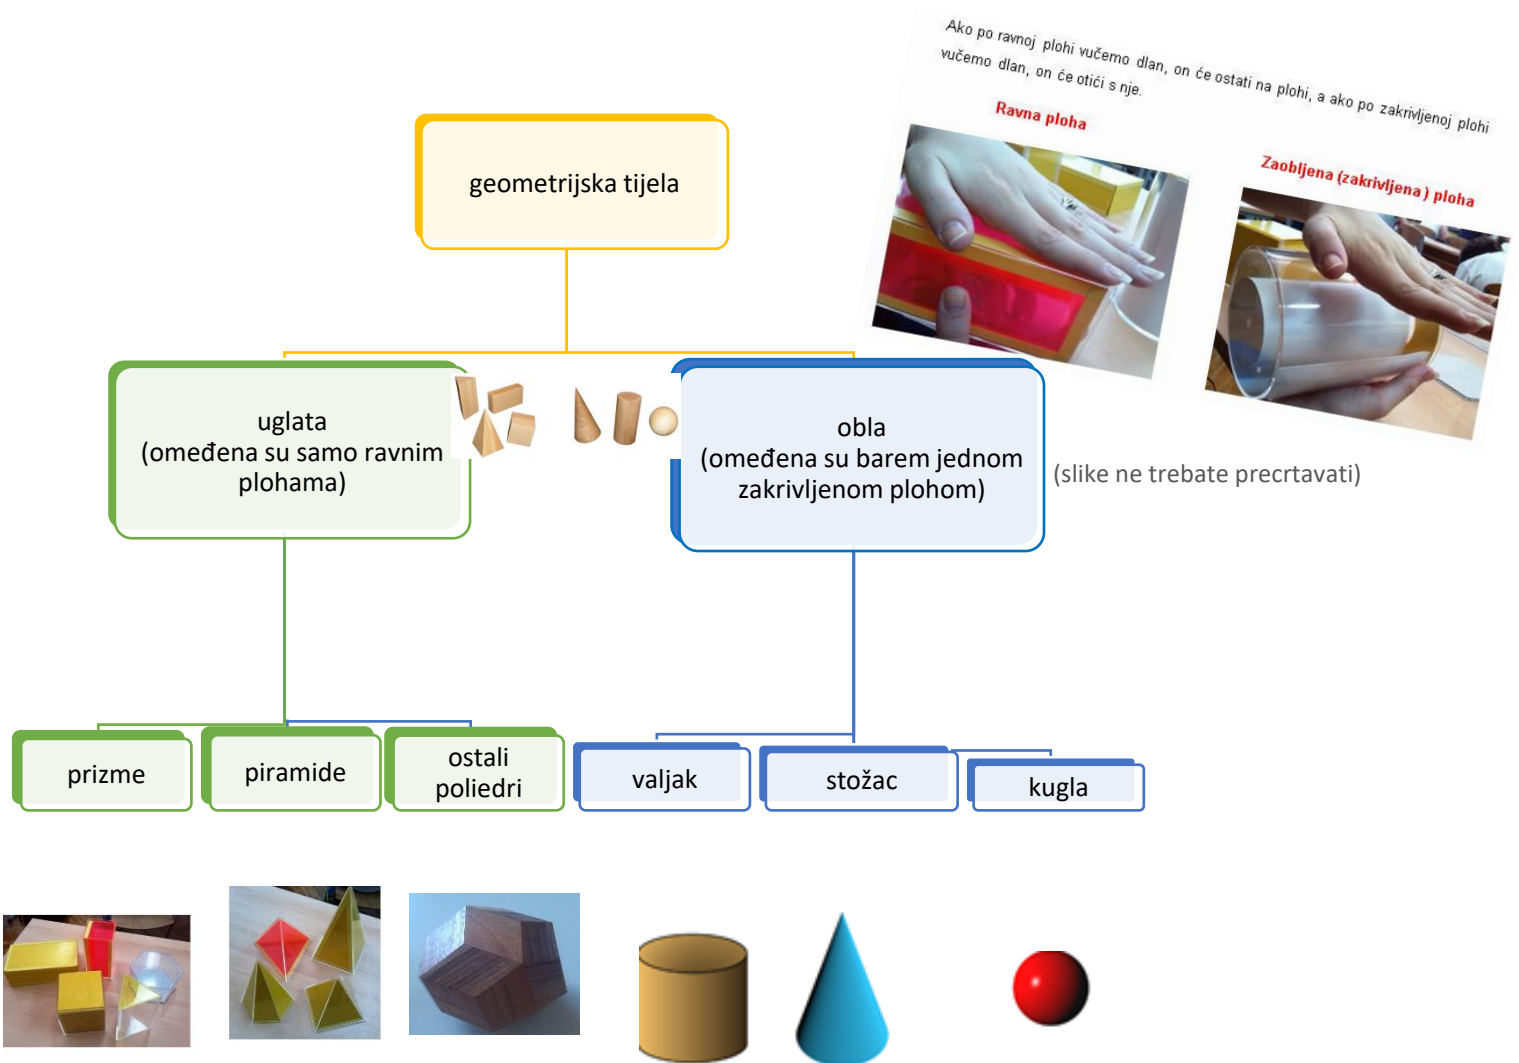 Ako po ravnoj plohi vučemo dlan, on će ostati na plohi, a ako po zakrivljenoj plohi
vučemo dlan, on će otići s nje.
Ravna ploha
Zaobljena (zakrivljena ) ploha
geometrijska tijela
uglata
(omeđena su samo ravnim
plohama)
obla
(omeđena su barem jednom
zakrivljenom plohom)
(slike ne trebate precrtavati)
prizme
piramide
ostali
poliedri
valjak
stožac
kugla